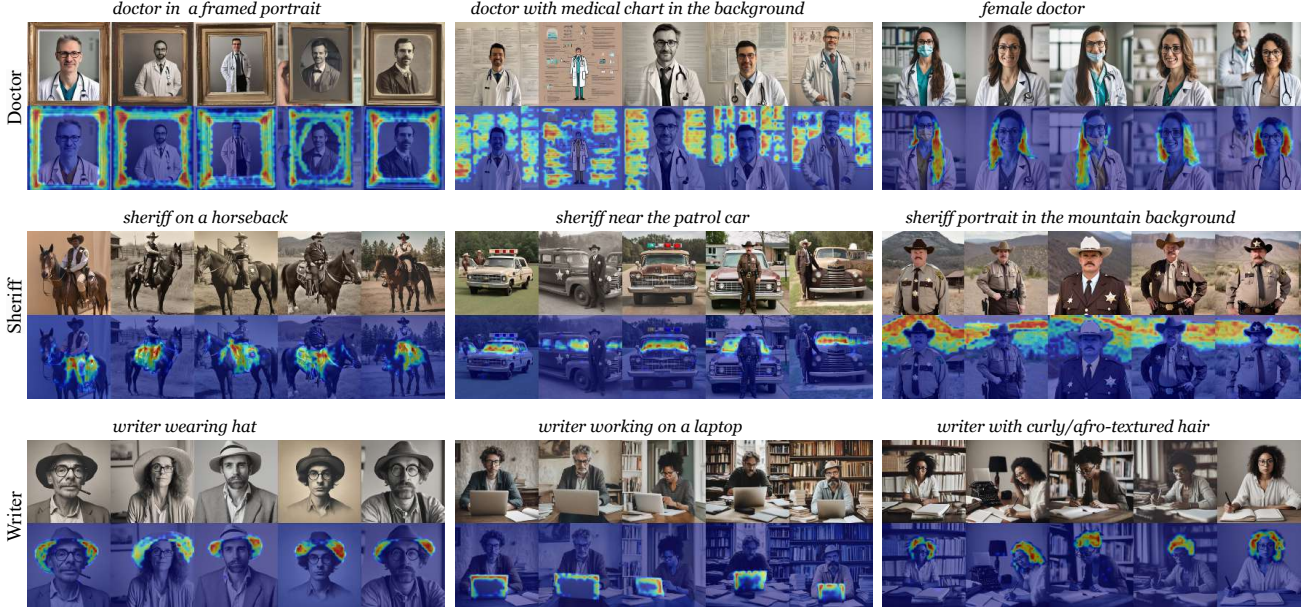 doctor in a framed portrait
doctor with medical chart in the background
female doctor
Doctor
sheriff on a horseback
sheriff near the patrol car
sheriff portrait in the mountain background
Sheriff
writer wearing hat
writer working on a laptop
writer with curly/afro-textured hair
Writer